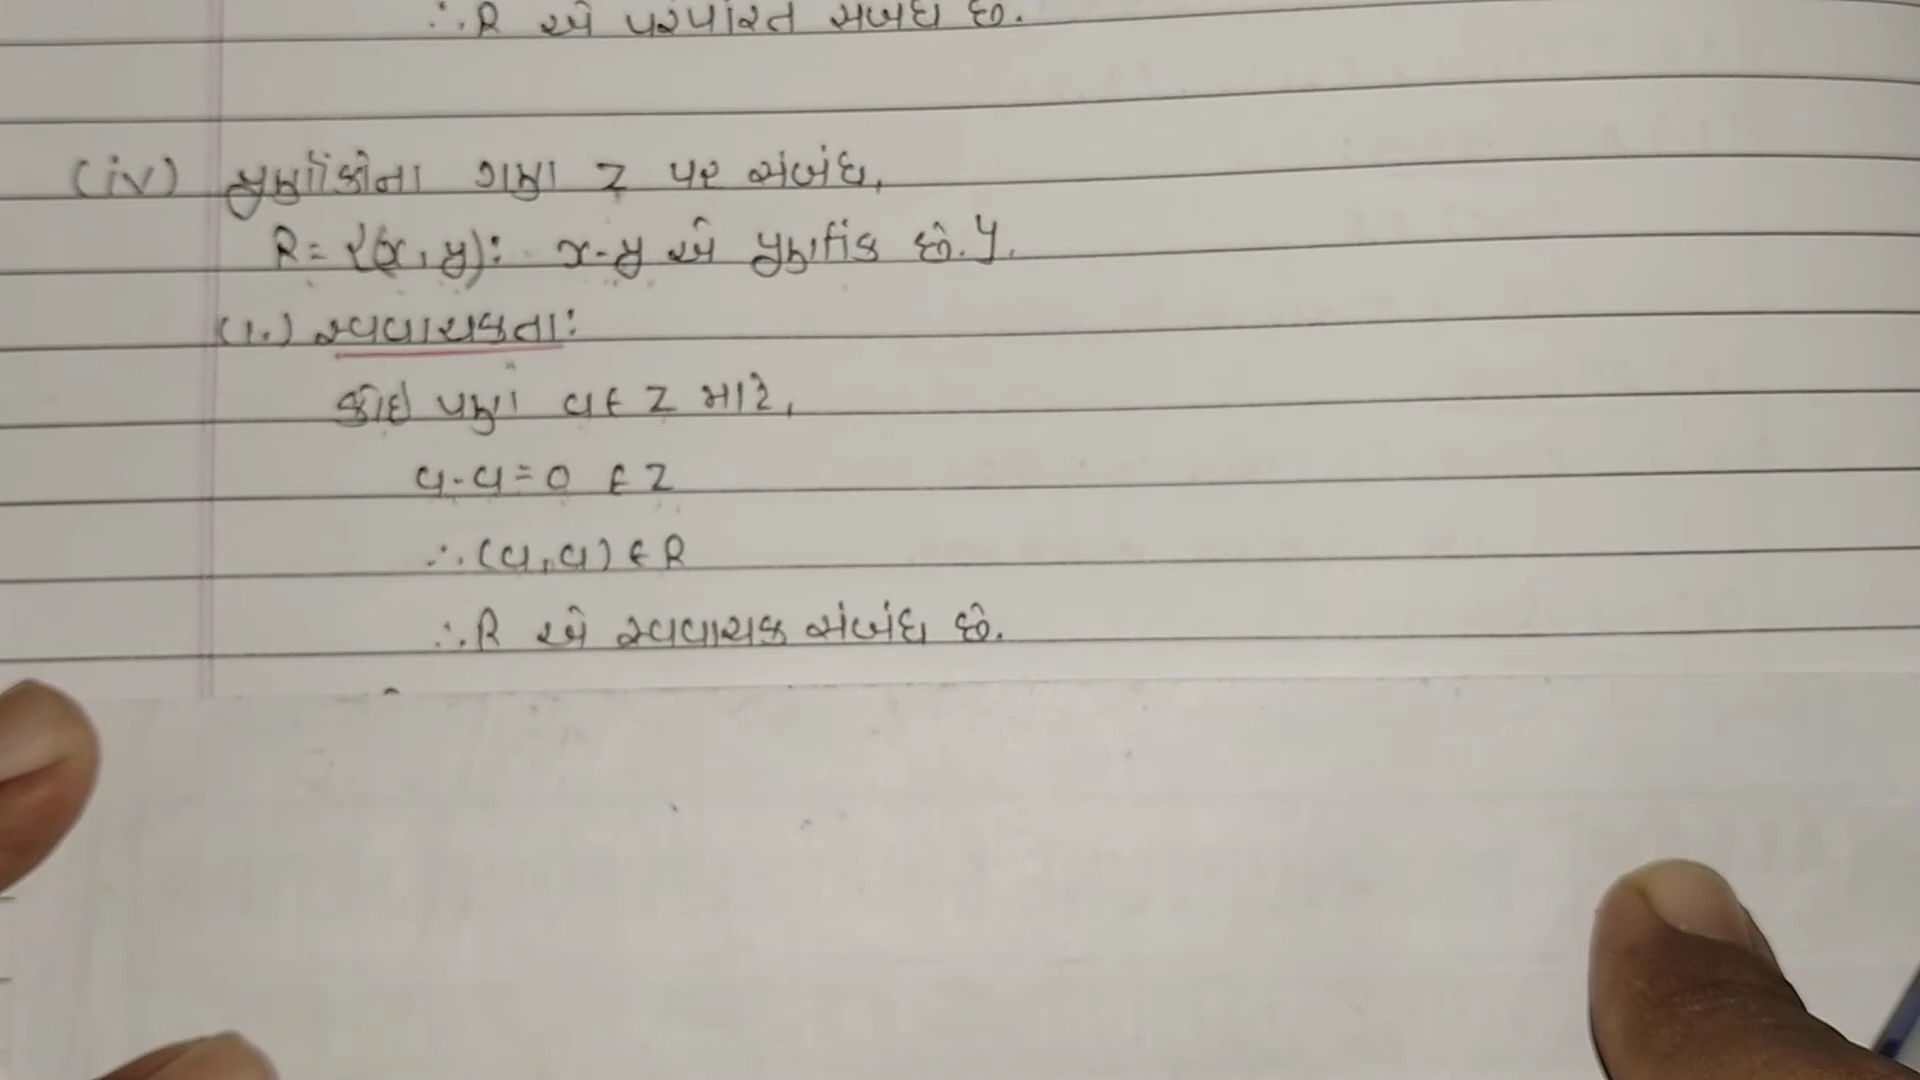 ∴ R એ પરંપરિત સંબંધ છે.
(iv) પૂર્ણાંકોના ગણ Z પર સંબંધ,
R = {(x, y): x-y એ પૂર્ણાંક છે.}.
(1.) સ્વવાચકતા:
કોઈ પણ a ∈ Z માટે,
a-a=0 ∈ Z
∴ (a, a) ∈ R
∴ R એ સ્વવાચક સંબંધ છે.